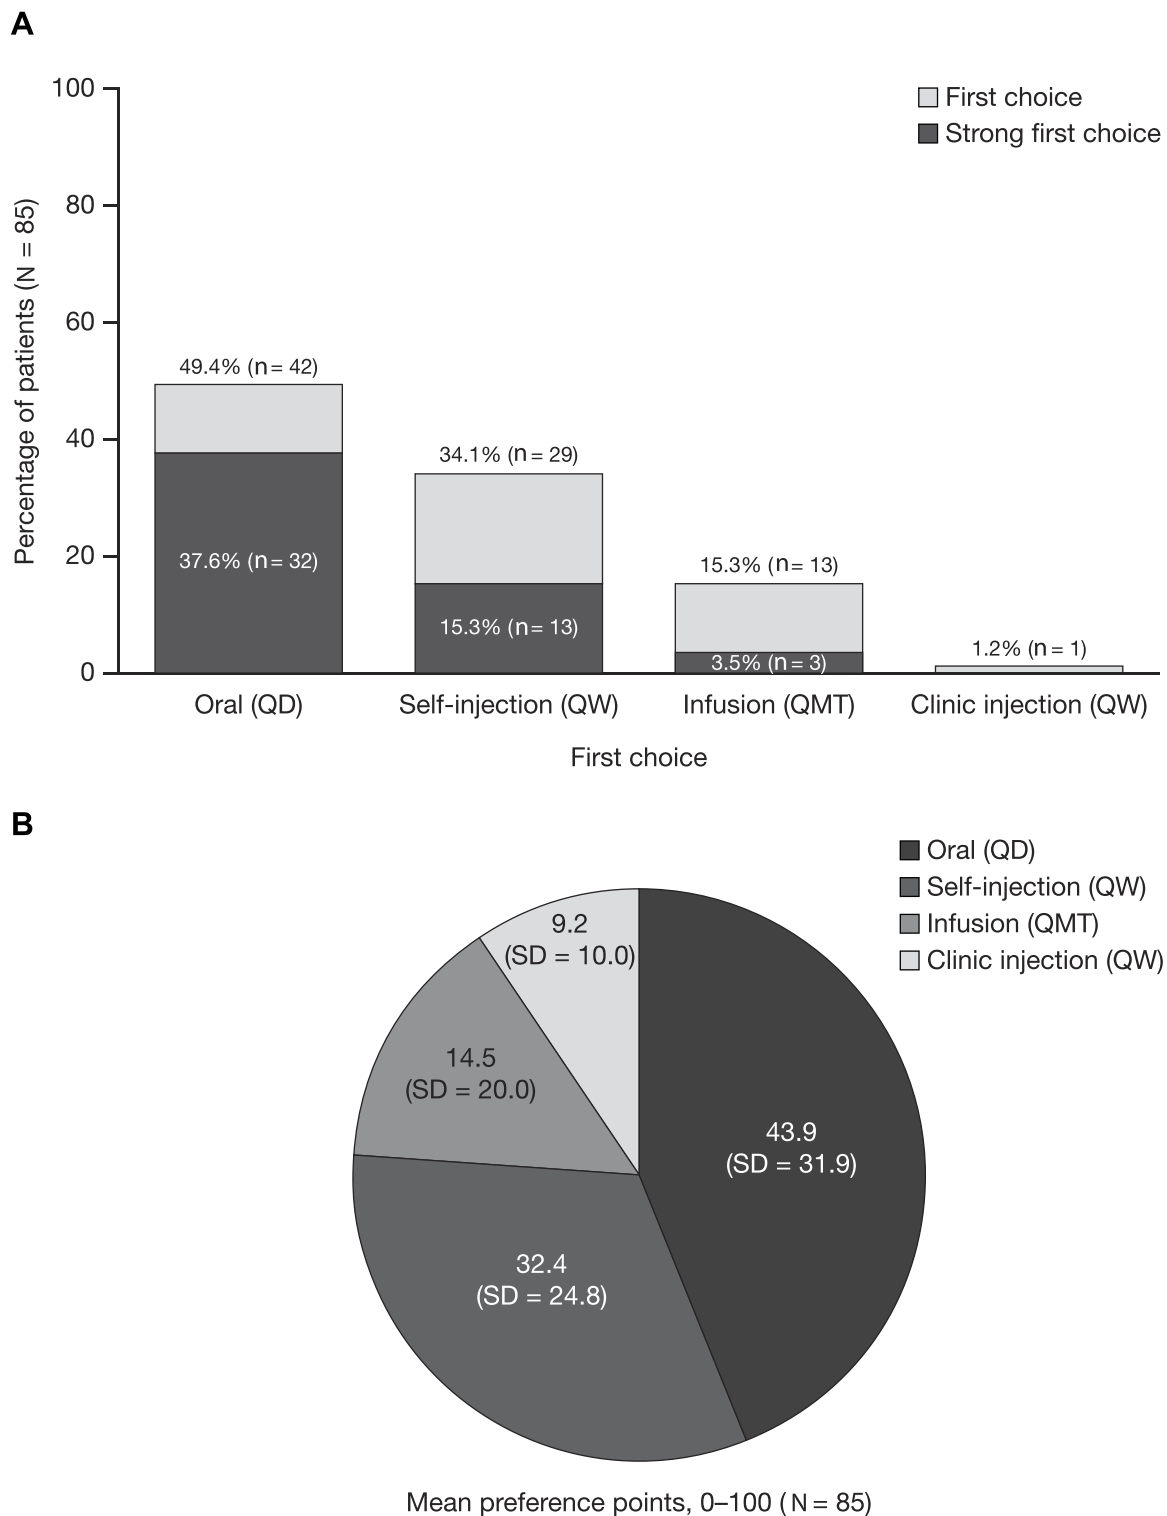 A
100
80
60
40
20
0
Percentage of patients (N = 85)
First choice
Strong first choice
49.4% (n = 42)
37.6% (n = 32)
34.1% (n = 29)
15.3% (n = 13)
15.3% (n = 13)
3.5% (n = 3)
1.2% (n = 1)
Oral (QD)
Self-injection (QW)
Infusion (QMT)
Clinic injection (QW)
First choice
B
Oral (QD)
Self-injection (QW)
Infusion (QMT)
Clinic injection (QW)
9.2
(SD = 10.0)
14.5
(SD = 20.0)
43.9
(SD = 31.9)
32.4
(SD = 24.8)
Mean preference points, 0–100 (N = 85)